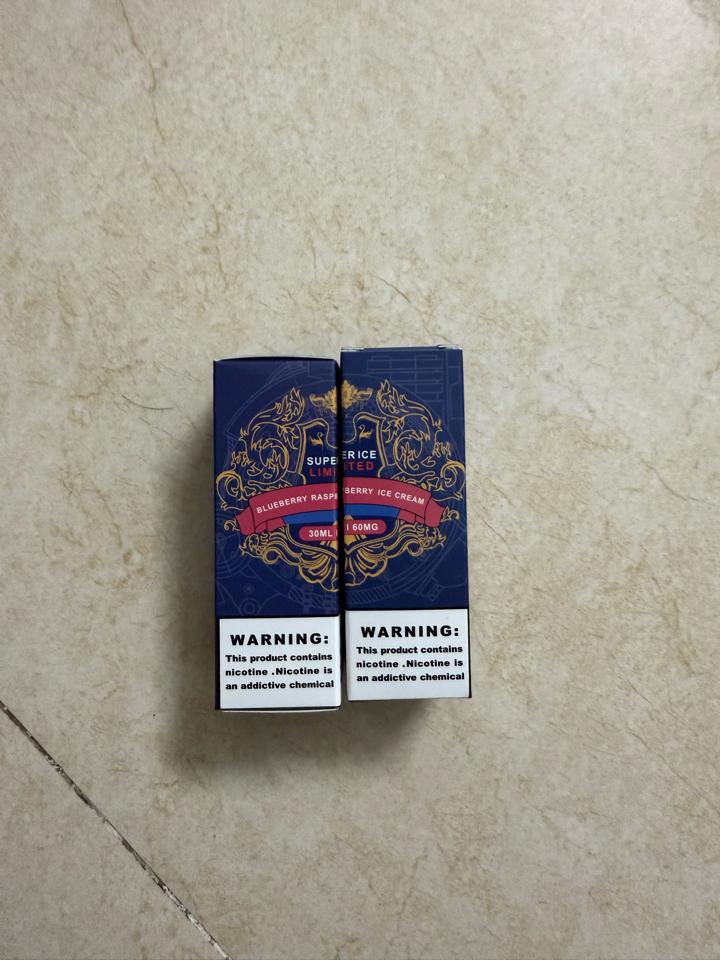 SUPER ICE
LIMITED
BLUEBERRY RASPBERRY ICE CREAM
30ML I 60MG
WARNING:
This product contains
nicotine .Nicotine is
an addictive chemical
WARNING:
This product contains
nicotine .Nicotine is
an addictive chemical